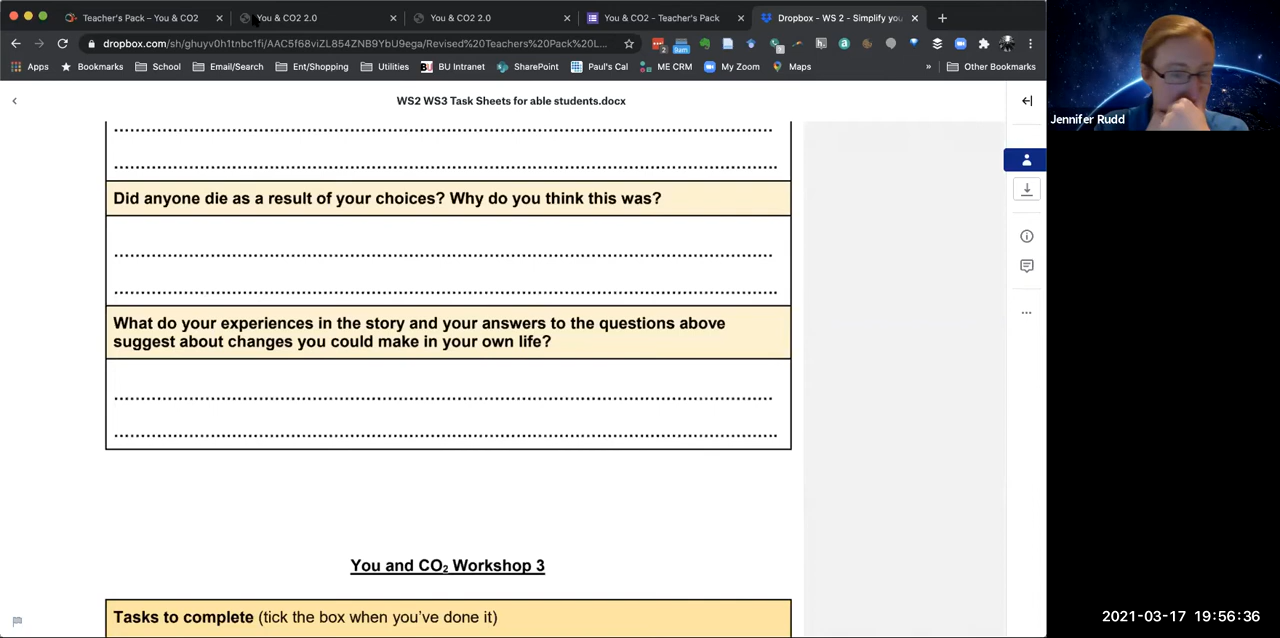 Teacher's Pack – You & CO2
You & CO2 2.0
You & CO2 2.0
You & CO2 - Teacher's Pack
Dropbox - WS 2 - Simplify you
dropbox.com/sh/ghuyv0h1tnbc1fi/AAC5f68viZL854ZNB9YbU9ega/Revised%20Teachers%20Pack%20L...
2
9am
Apps
Bookmarks
School
Email/Search
Ent/Shopping
Utilities
BU
BU Intranet
SharePoint
Paul's Cal
ME CRM
My Zoom
Maps
»
Other Bookmarks
WS2 WS3 Task Sheets for able students.docx
Did anyone die as a result of your choices? Why do you think this was?
What do your experiences in the story and your answers to the questions above
suggest about changes you could make in your own life?
You and CO₂ Workshop 3
Tasks to complete (tick the box when you've done it)
Jennifer Rudd
2021-03-17 19:56:36